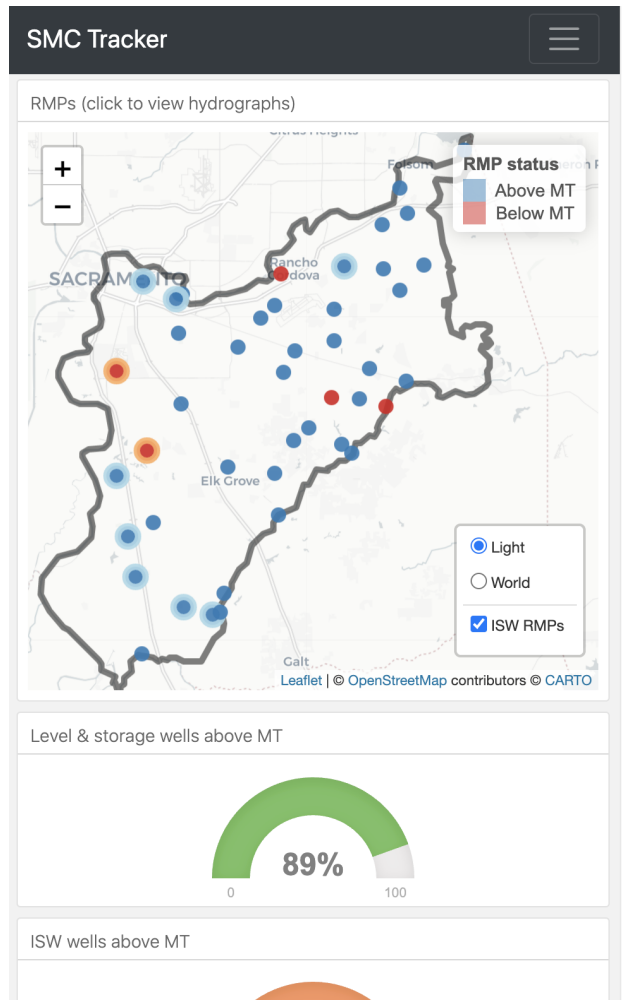 SMC Tracker
RMPs (click to view hydrographs)
Citrus Heights
+
−
Folsom
RMP status
Above MT
Below MT
SACRAMENTO
Rancho
Cordova
Elk Grove
Light
World
ISW RMPs
Galt
Leaflet | © OpenStreetMap contributors © CARTO
Level & storage wells above MT
89%
0
100
ISW wells above MT